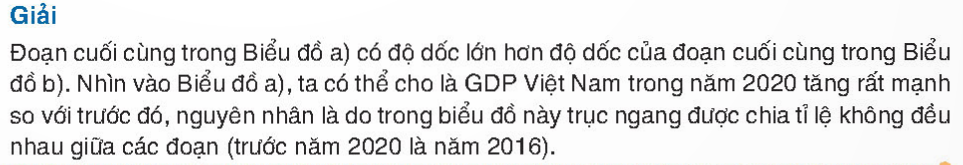 Giải
Đoạn cuối cùng trong Biểu đồ a) có độ dốc lớn hơn độ dốc của đoạn cuối cùng trong Biểu
đồ b). Nhìn vào Biểu đồ a), ta có thể cho là GDP Việt Nam trong năm 2020 tăng rất mạnh
so với trước đó, nguyên nhân là do trong biểu đồ này trục ngang được chia tỉ lệ không đều
nhau giữa các đoạn (trước năm 2020 là năm 2016).